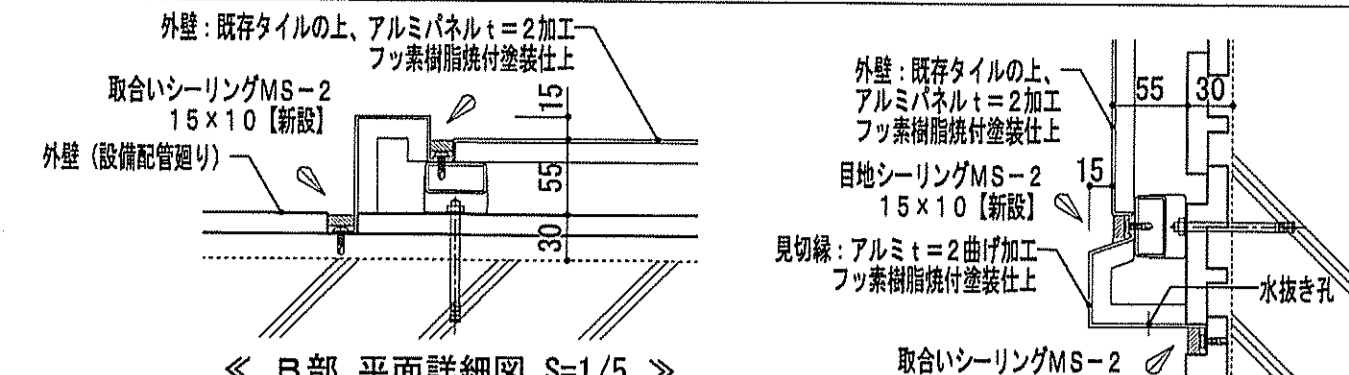 外壁：既存タイルの上、アルミパネルｔ＝２加工
フッ素樹脂焼付塗装仕上
取合いシーリングＭＳ－２
１５×１０【新設】
外壁（設備配管廻り）
15
55
30
≪ B部 平面詳細図 S=1/5 ≫
外壁：既存タイルの上、
アルミパネルｔ＝２加工
フッ素樹脂焼付塗装仕上
55
30
目地シーリングＭＳ－２
１５×１０【新設】
15
見切縁：アルミｔ＝２曲げ加工
フッ素樹脂焼付塗装仕上
水抜き孔
取合いシーリングＭＳ－２